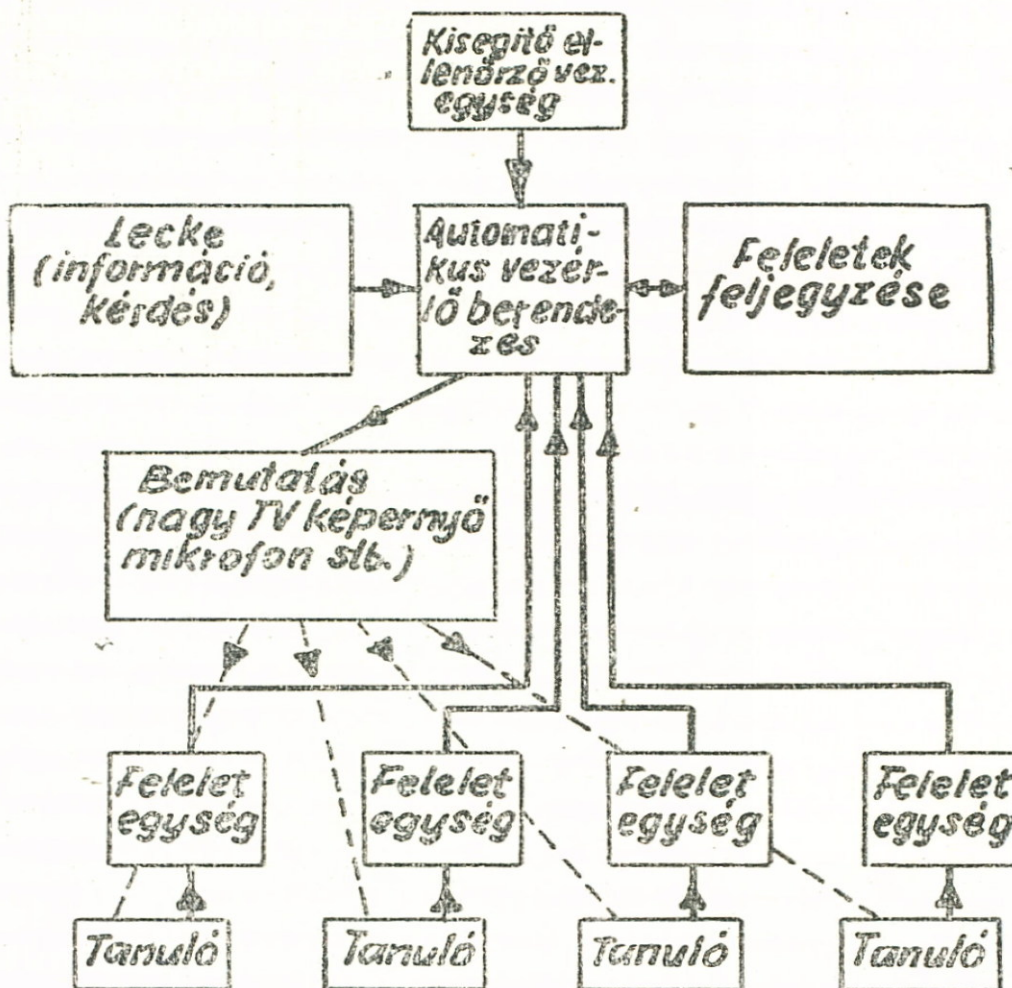 Kisegítő el-
lenőrző vez.
egység
Lecke
(információ,
kérdés)
Automati-
kus vezér-
lő berende-
zés
Feleletek
feljegyzése
Bemutatás
(nagy TV képernyő
mikrofon stb.)
Felelet
egység
Felelet
egység
Felelet
egység
Felelet
egység
Tanuló
Tanuló
Tanuló
Tanuló